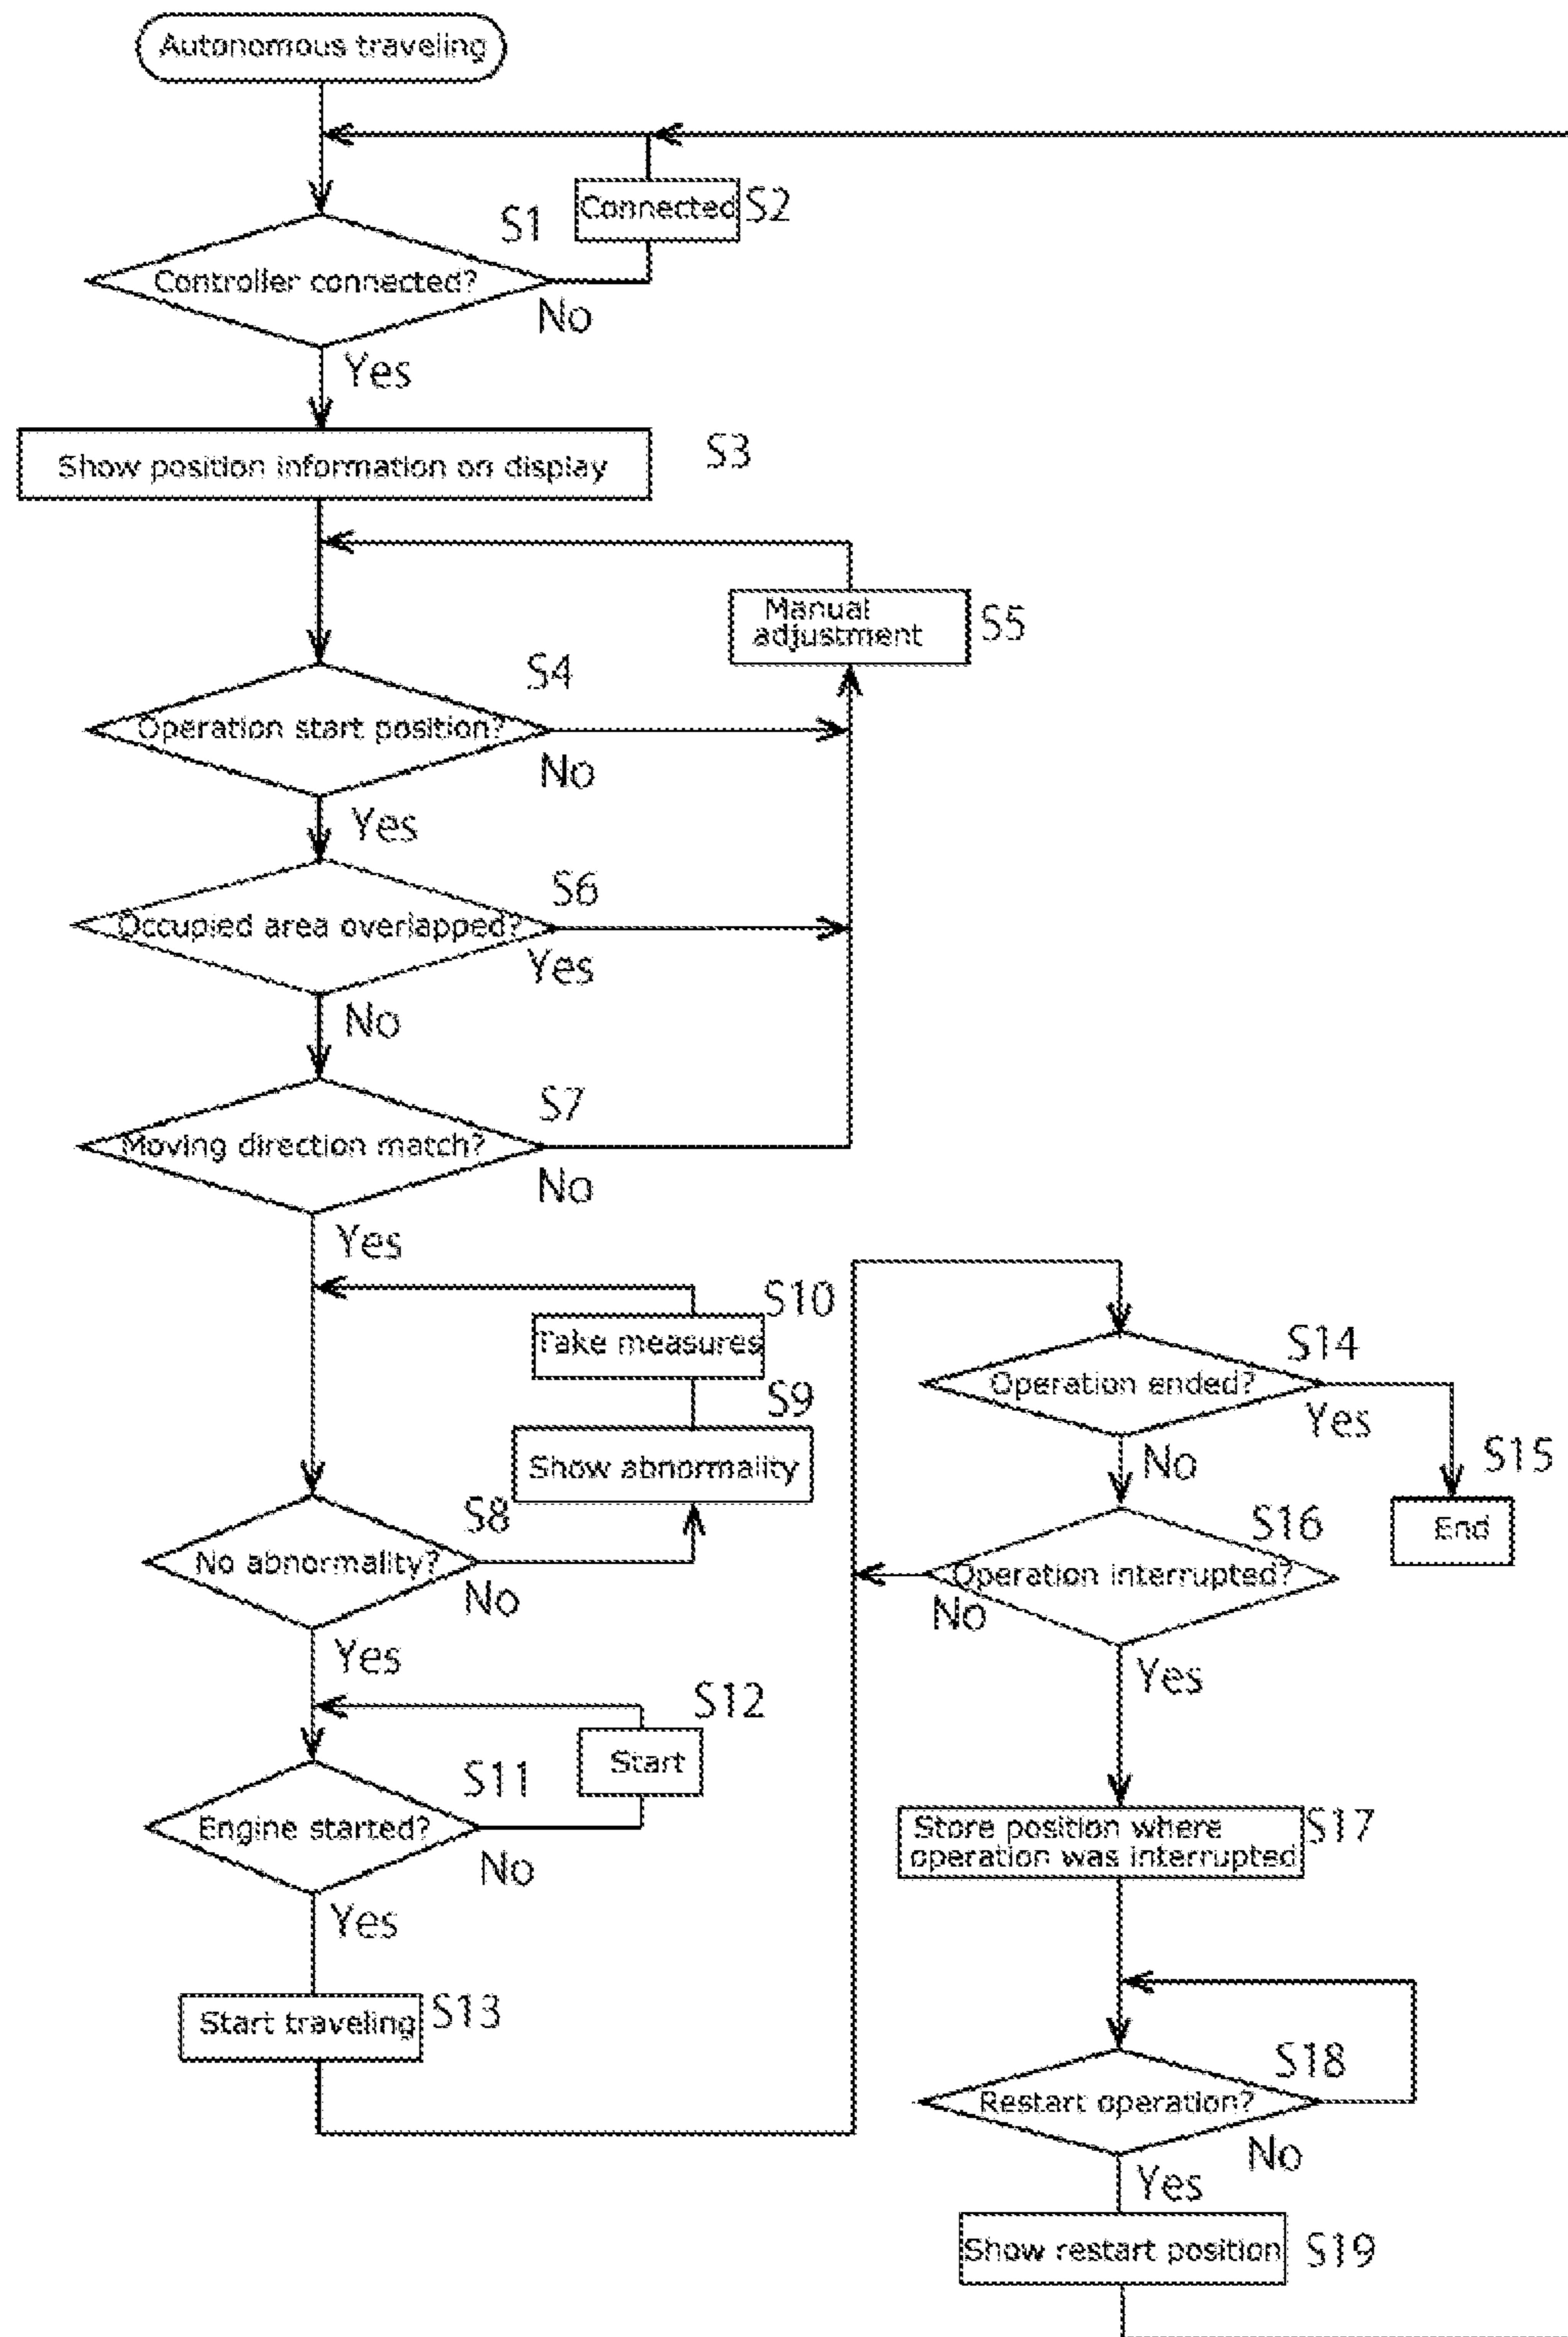 Autonomous traveling
Connected
S2
S1
Controller connected?
No
Yes
Show position information on display
S3
Manual
adjustment
S5
S4
Operation start position?
No
Yes
S6
Occupied area overlapped?
Yes
No
S7
Moving direction match?
No
Yes
S10
Take measures
S9
Show abnormality
S8
No abnormality?
No
Yes
S12
Start
S11
Engine started?
No
Yes
Start traveling
S13
S14
Operation ended?
Yes
No
S15
End
S16
Operation interrupted?
No
Yes
Store position where
operation was interrupted
S17
S18
Restart operation?
No
Yes
Show restart position
S19